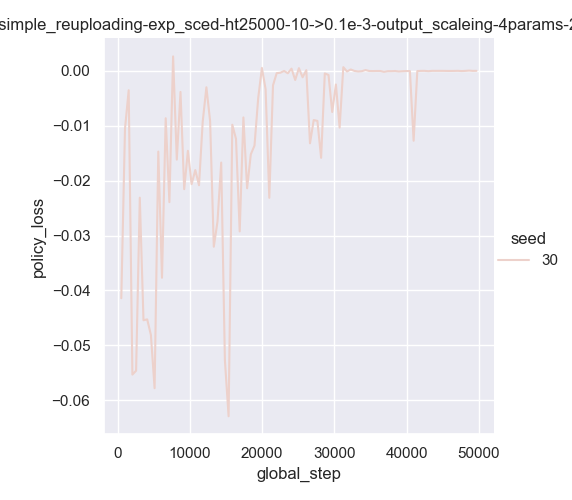 simple_reuploading-exp_sced-ht25000-10->0.1e-3-output_scaleing-4params-2
0.00
−0.01
−0.02
−0.03
−0.04
−0.05
−0.06
policy_loss
0 10000 20000 30000 40000 50000
global_step
seed
30